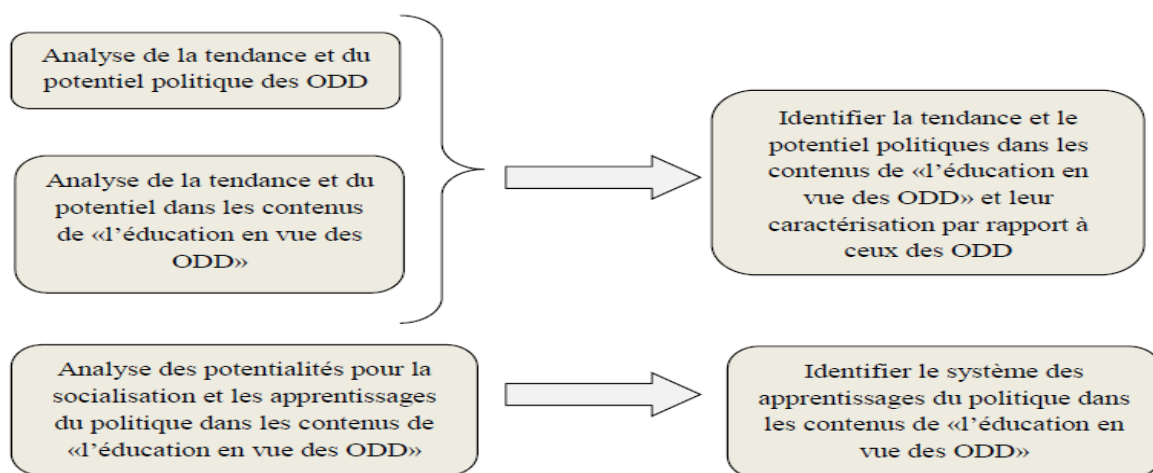 Analyse de la tendance et du
potentiel politique des ODD
Analyse de la tendance et du
potentiel dans les contenus
de «l’éducation en vue des
ODD»
Identifier la tendance et le
potentiel politiques dans les
contenus de «l’éducation en
vue des ODD» et leur
caractérisation par rapport à
ceux des ODD
Analyse des potentialités pour la
socialisation et les apprentissages
du politique dans les contenus de
«l’éducation en vue des ODD»
Identifier le système des
apprentissages du politique dans
les contenus de «l’éducation en
vue des ODD»